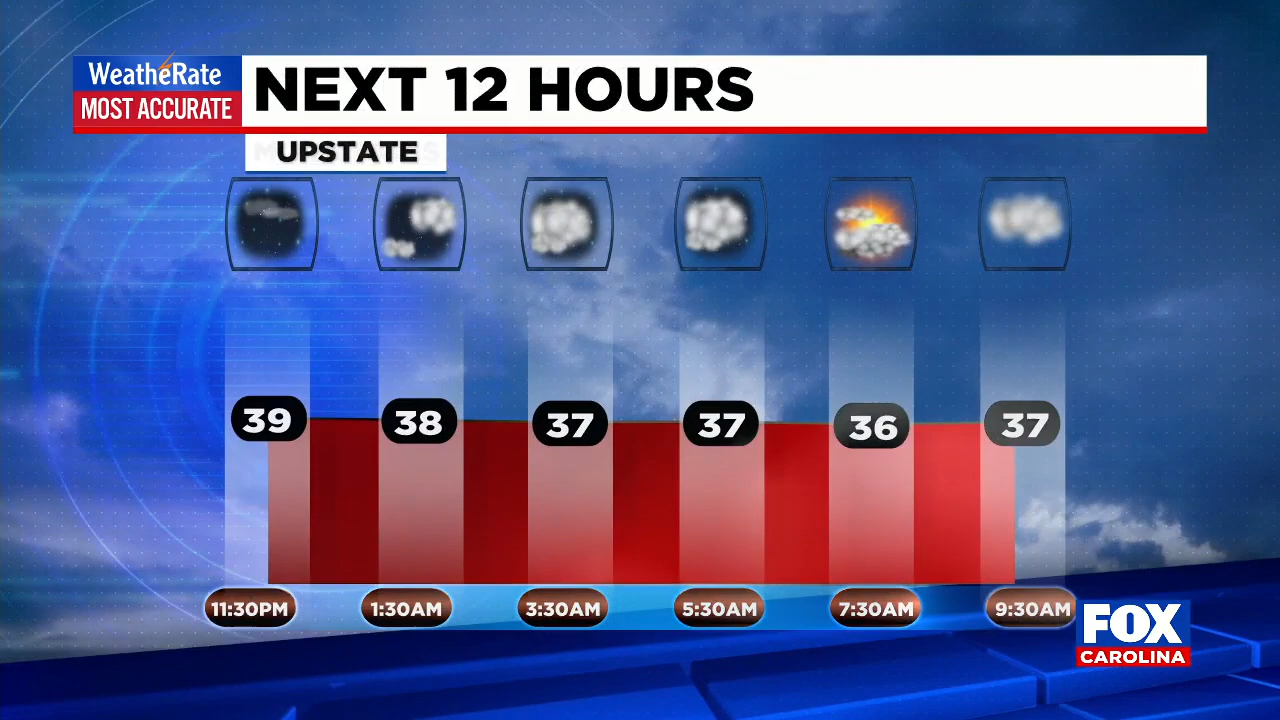 WeatheRate
MOST ACCURATE
NEXT 12 HOURS
UPSTATE
39 38 37 37 36 37
11:30PM 1:30AM 3:30AM 5:30AM 7:30AM 9:30AM
FOX
CAROLINA